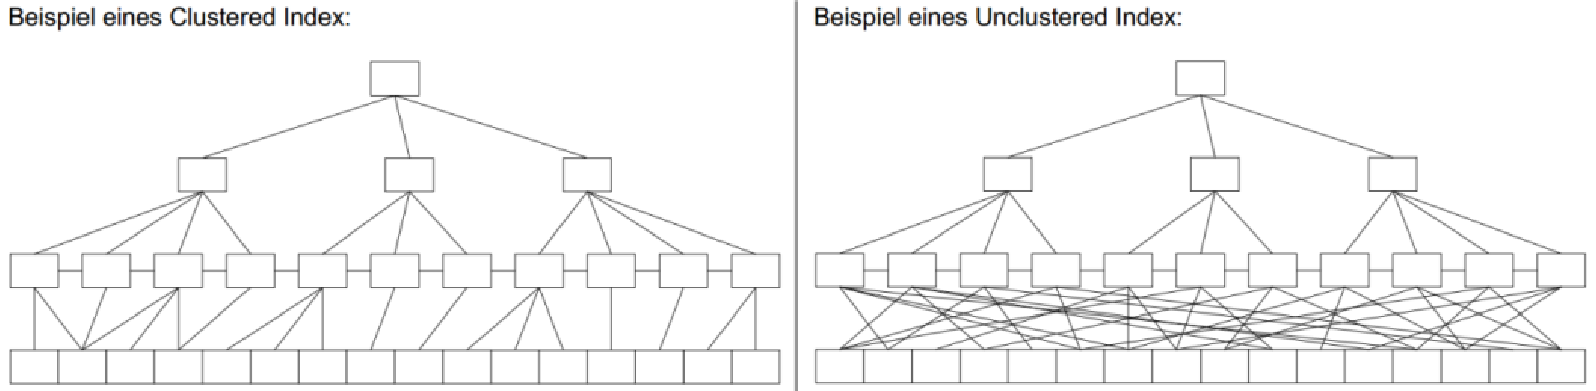 Beispiel eines Clustered Index:
Beispiel eines Unclustered Index: